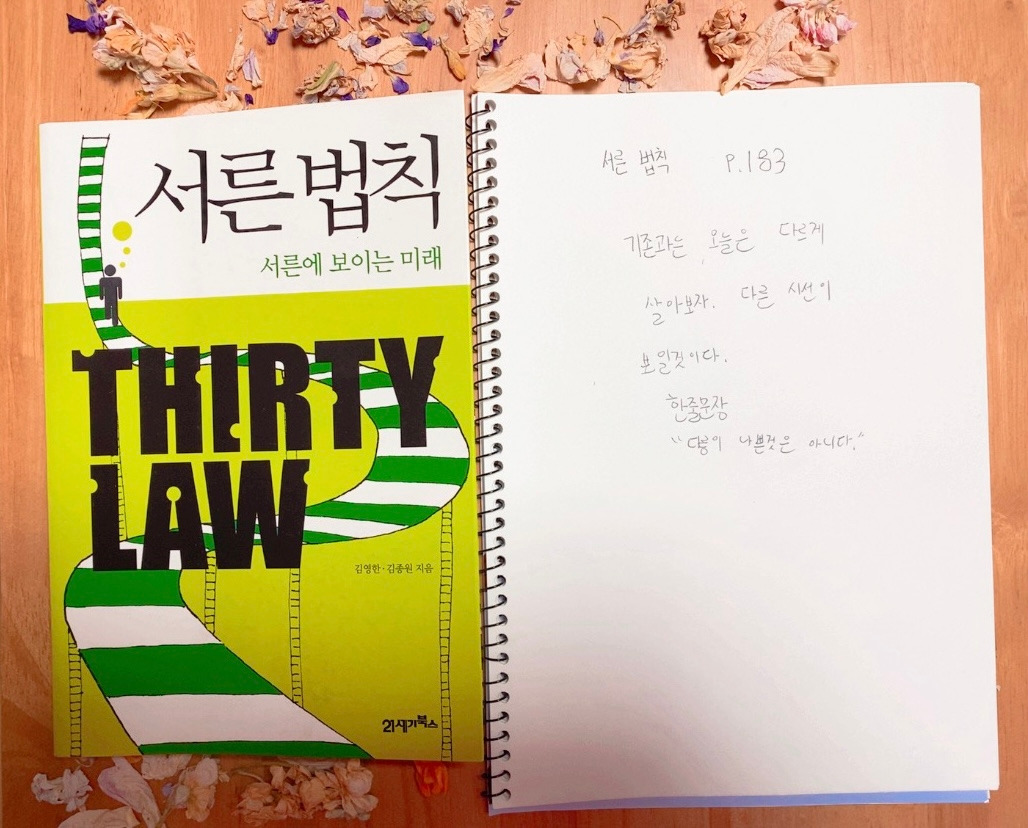 서른 법칙
서른에 보이는 미래
THIRTY
LAW
김영한·김종원 지음
21세기북스
서른 법칙 P.183
기존과는 오늘은 다르게
살아보자. 다른 시선이
보일것이다.
한줄문장
"다름이 나쁜것은 아니다."